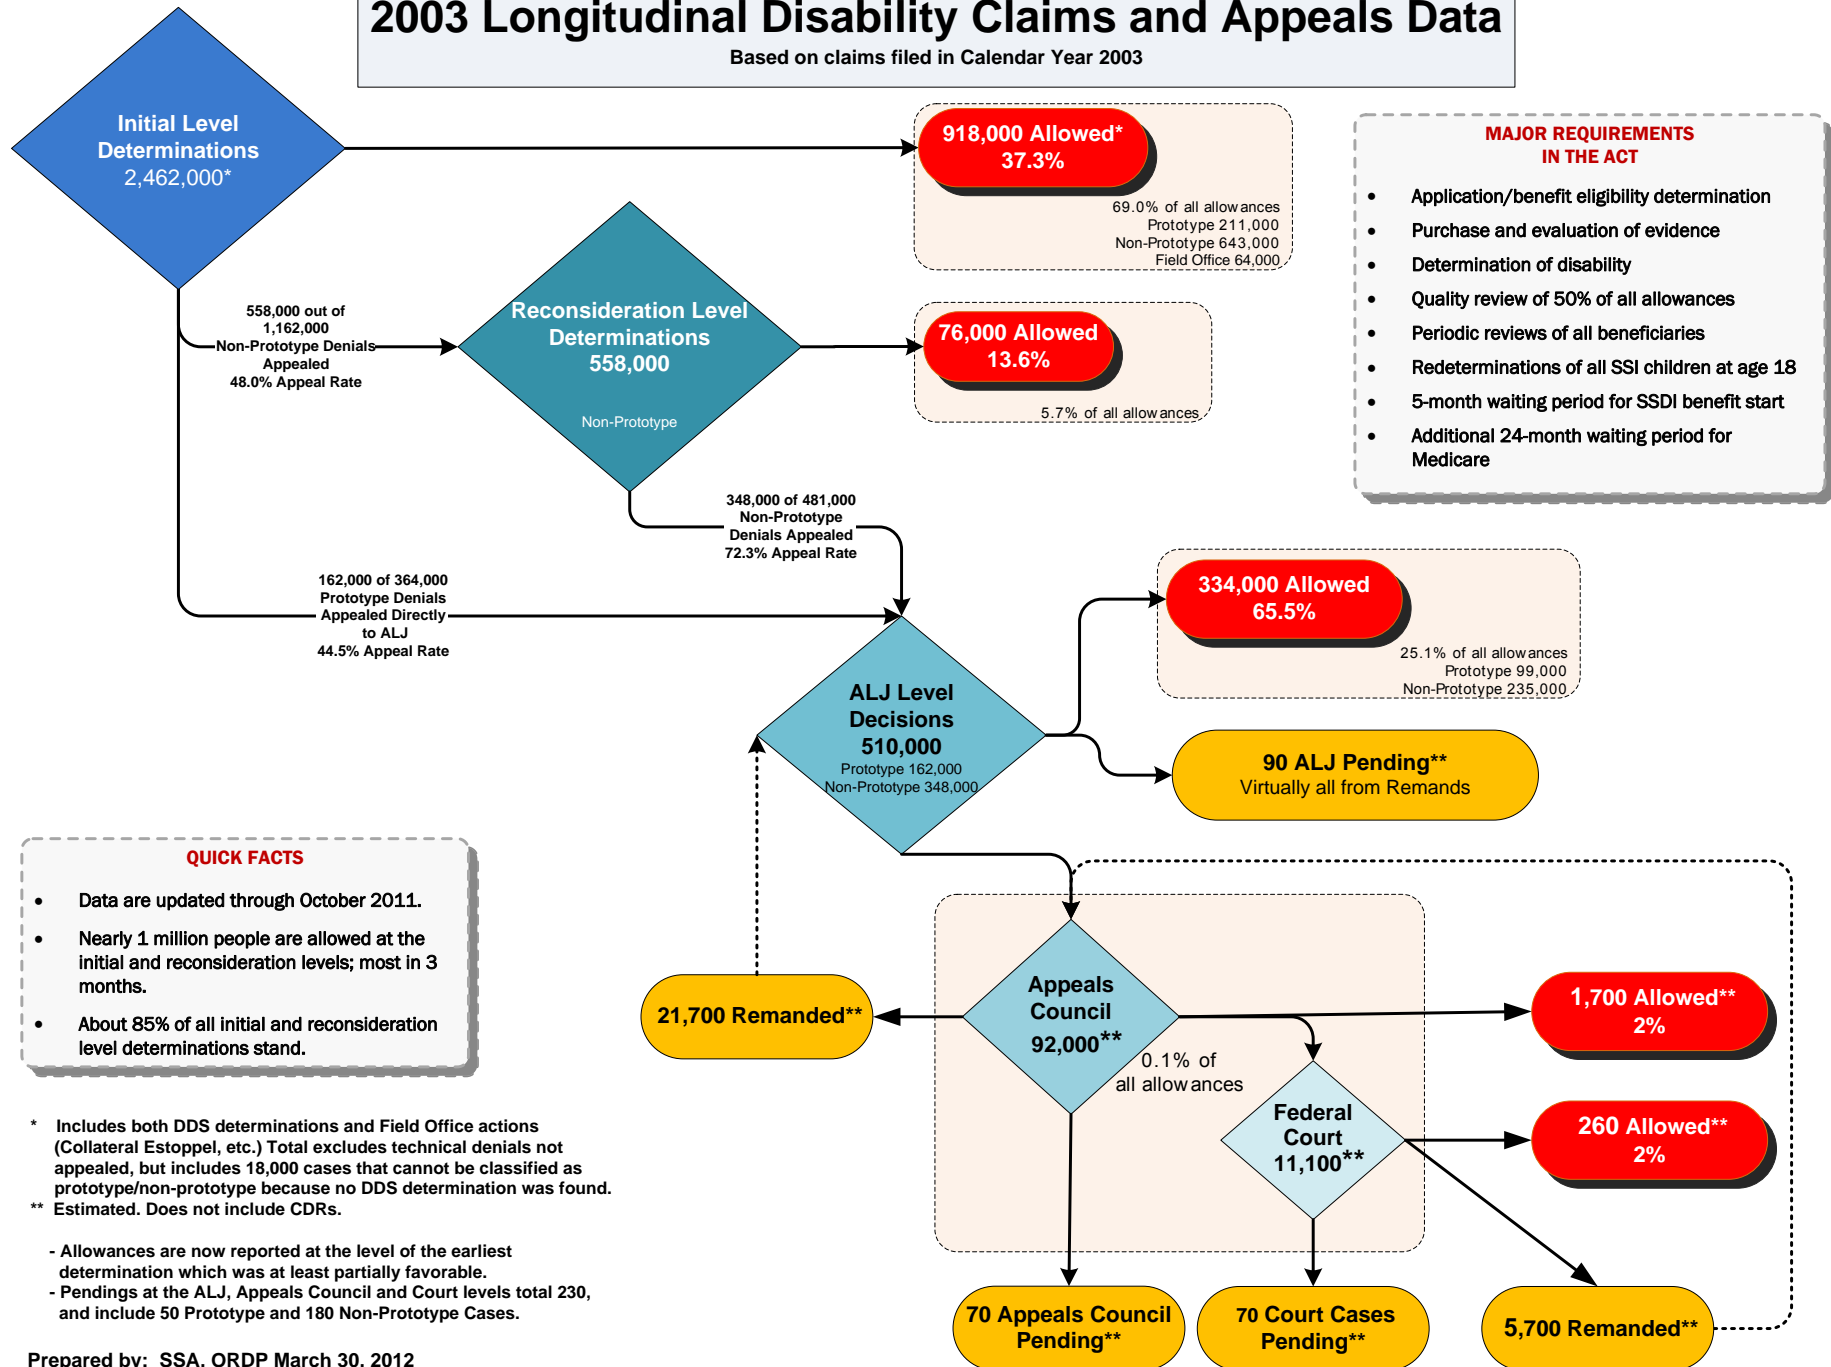 2003 Longitudinal Disability Claims and Appeals Data
Based on claims filed in Calendar Year 2003
Initial Level
Determinations
2,462,000*
918,000 Allowed*
37.3%
69.0% of all allowances
Prototype 211,000
Non-Prototype 643,000
Field Office 64,000
MAJOR REQUIREMENTS
IN THE ACT
• Application/benefit eligibility determination
• Purchase and evaluation of evidence
• Determination of disability
• Quality review of 50% of all allowances
• Periodic reviews of all beneficiaries
• Redeterminations of all SSI children at age 18
• 5-month waiting period for SSDI benefit start
• Additional 24-month waiting period for
Medicare
558,000 out of
1,162,000
Non-Prototype Denials
Appealed
48.0% Appeal Rate
Reconsideration Level
Determinations
558,000
Non-Prototype
76,000 Allowed
13.6%
5.7% of all allowances
348,000 of 481,000
Non-Prototype
Denials Appealed
72.3% Appeal Rate
162,000 of 364,000
Prototype Denials
Appealed Directly
to ALJ
44.5% Appeal Rate
334,000 Allowed
65.5%
25.1% of all allowances
Prototype 99,000
Non-Prototype 235,000
ALJ Level
Decisions
510,000
Prototype 162,000
Non-Prototype 348,000
90 ALJ Pending**
Virtually all from Remands
QUICK FACTS
• Data are updated through October 2011.
• Nearly 1 million people are allowed at the
initial and reconsideration levels; most in 3
months.
• About 85% of all initial and reconsideration
level determinations stand.
21,700 Remanded**
Appeals
Council
92,000**
0.1% of
all allowances
1,700 Allowed**
2%
Federal
Court
11,100**
260 Allowed**
2%
70 Appeals Council
Pending**
70 Court Cases
Pending**
5,700 Remanded**
* Includes both DDS determinations and Field Office actions
(Collateral Estoppel, etc.) Total excludes technical denials not
appealed, but includes 18,000 cases that cannot be classified as
prototype/non-prototype because no DDS determination was found.
** Estimated. Does not include CDRs.
- Allowances are now reported at the level of the earliest
determination which was at least partially favorable.
- Pendings at the ALJ, Appeals Council and Court levels total 230,
and include 50 Prototype and 180 Non-Prototype Cases.
Prepared by: SSA, ORDP March 30, 2012